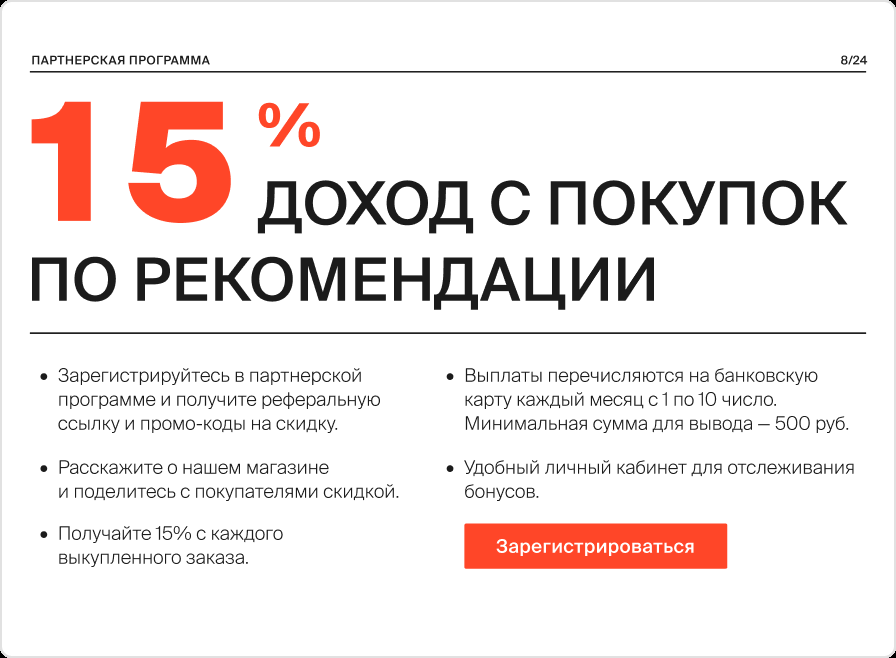 ПАРТНЕРСКАЯ ПРОГРАММА
8/24
15%
ДОХОД С ПОКУПОК
ПО РЕКОМЕНДАЦИИ
• Зарегистрируйтесь в партнерской
программе и получите реферальную
ссылку и промо-коды на скидку.
• Расскажите о нашем магазине
и поделитесь с покупателями скидкой.
• Получайте 15% с каждого
выкупленного заказа.
• Выплаты перечисляются на банковскую
карту каждый месяц с 1 по 10 число.
Минимальная сумма для вывода — 500 руб.
• Удобный личный кабинет для отслеживания
бонусов.
Зарегистрироваться